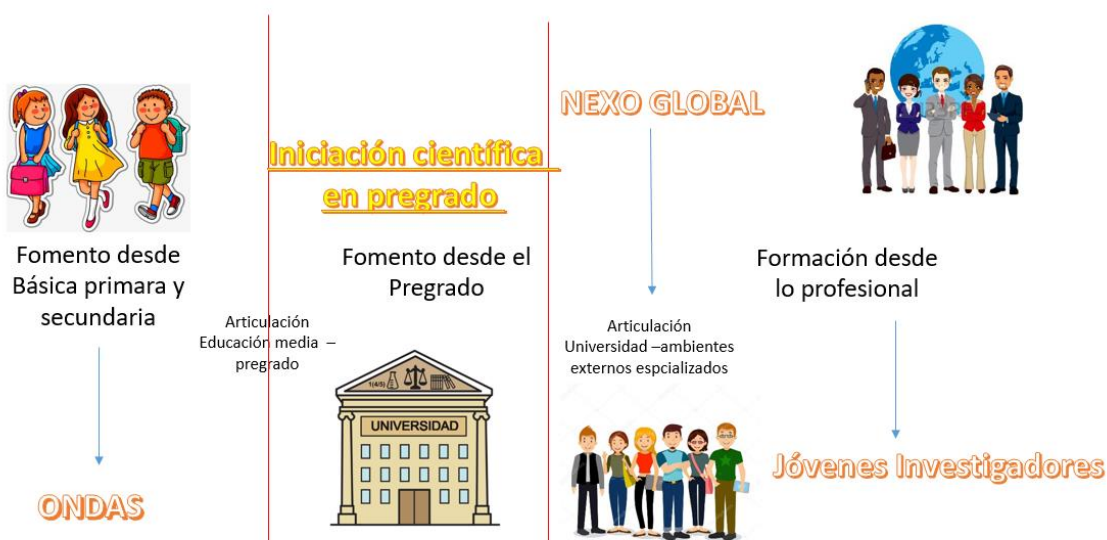 Fomento desde
Básica primara y
secundaria
ONDAS
Articulación
Educación media –
pregrado
Iniciación científica
en pregrado
Fomento desde el
Pregrado
UNIVERSIDAD
NEXO GLOBAL
Articulación
Universidad –ambientes
externos espcializados
Formación desde
lo profesional
Jóvenes Investigadores